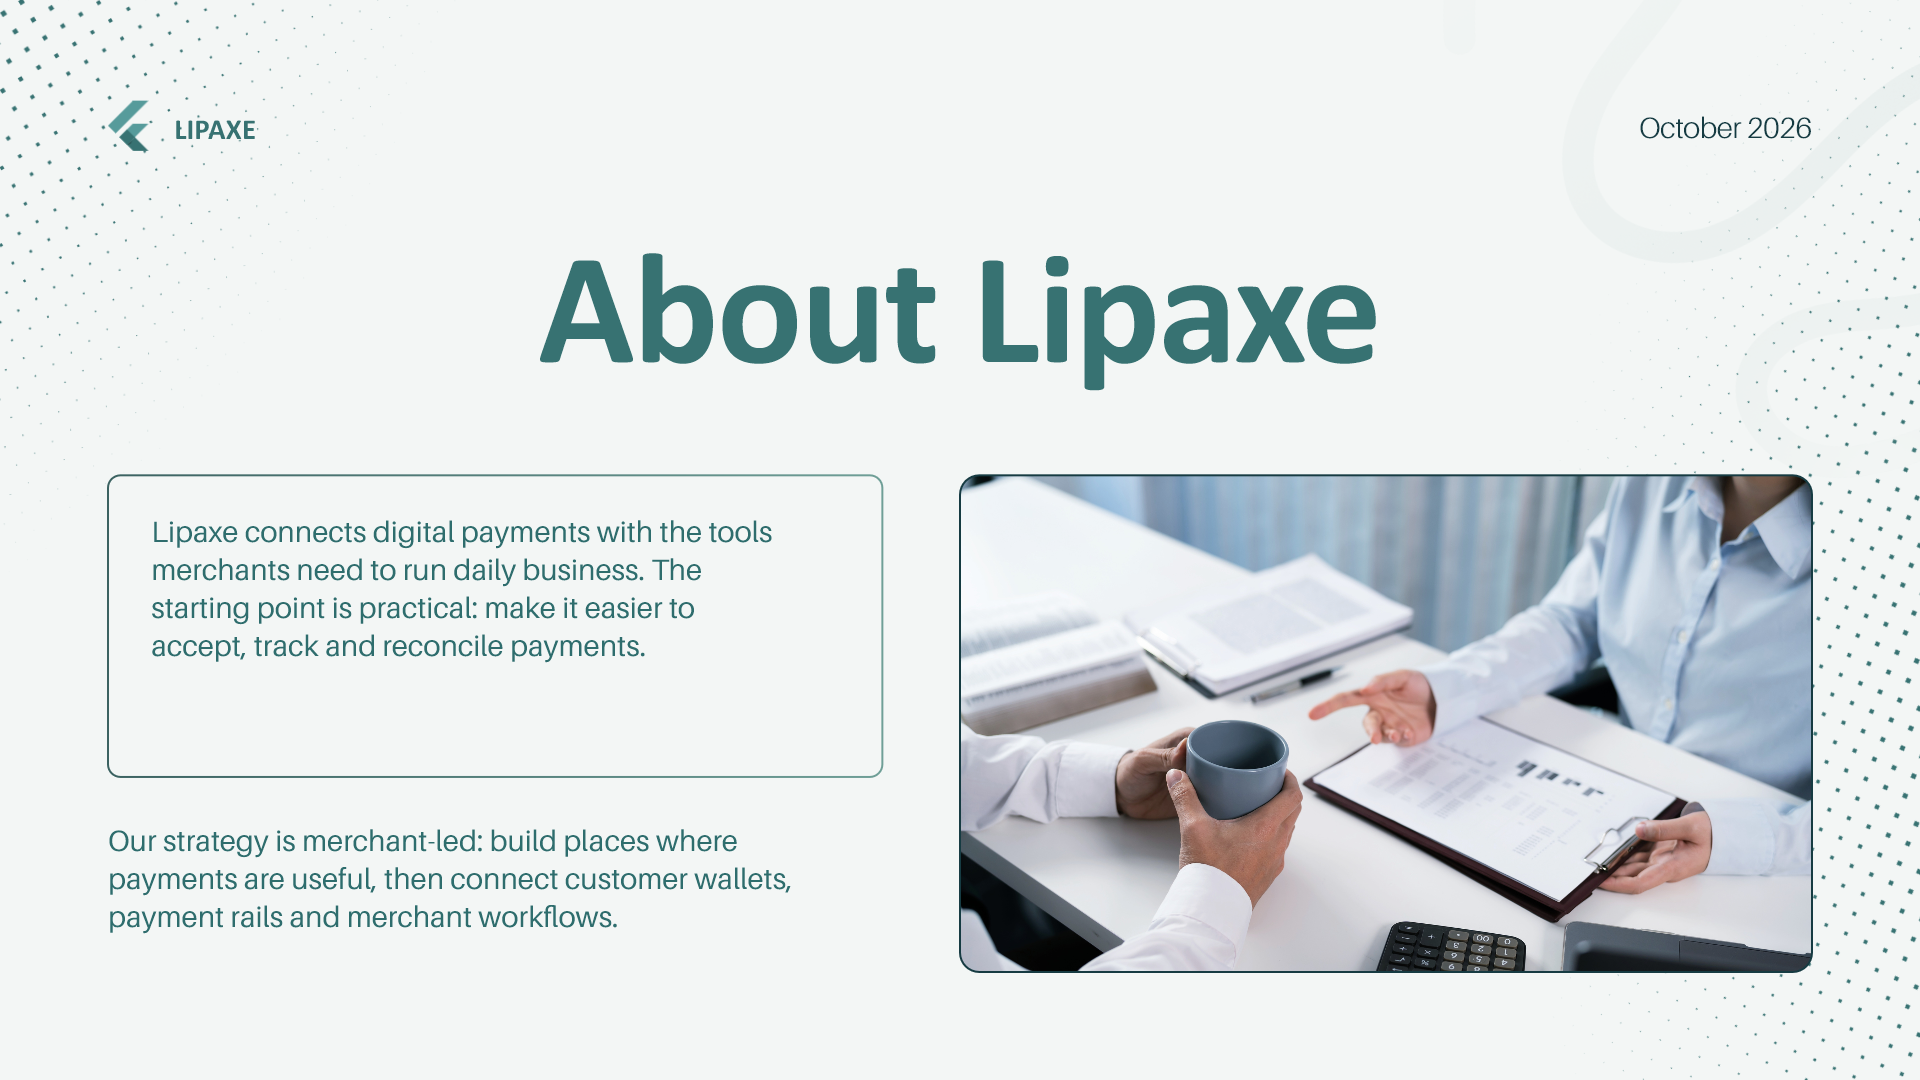 LIPAXE
October 2026
About Lipaxe
Lipaxe connects digital payments with the tools
merchants need to run daily business. The
starting point is practical: make it easier to
accept, track and reconcile payments.
Our strategy is merchant-led: build places where
payments are useful, then connect customer wallets,
payment rails and merchant workflows.